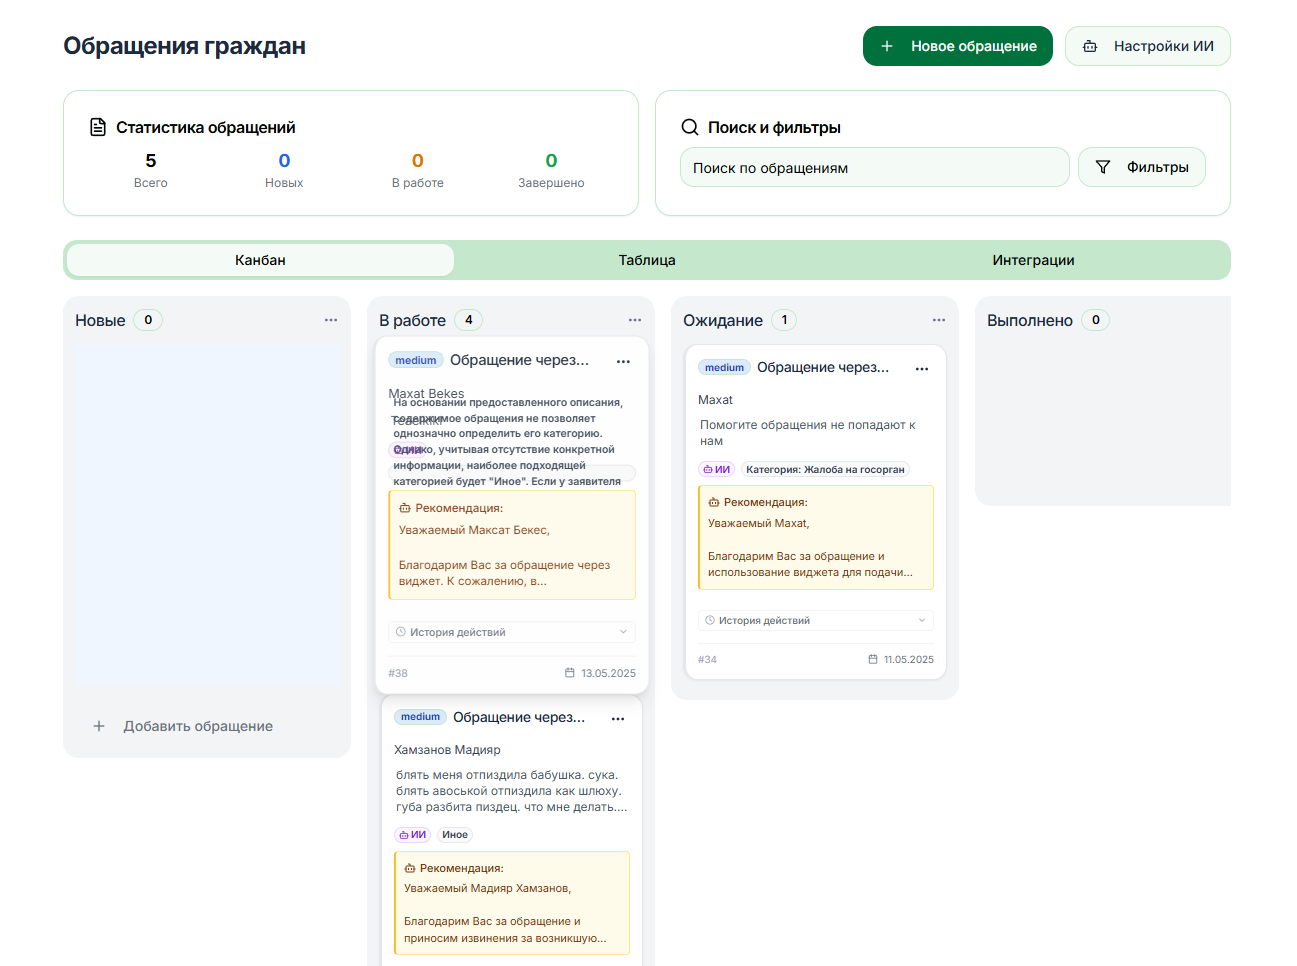 Обращения граждан
Новое обращение
Настройки ИИ
Статистика обращений
5
0
0
0
Всего
Новых
В работе
Завершено
Поиск и фильтры
Поиск по обращениям
Фильтры
Канбан
Таблица
Интеграции
Новые 0
Добавить обращение
В работе 4
medium Обращение через...
Maxat Bekes
На основании предоставленного описания,
содержимое обращения не позволяет
однозначно определить его категорию.
Однако, учитывая отсутствие конкретной
информации, наиболее подходящей
категорией будет "Иное". Если у заявителя
Рекомендация:
Уважаемый Максат Бекес,
Благодарим Вас за обращение через
виджет. К сожалению, в...
История действий
#38
13.05.2025
medium Обращение через...
Хамзанов Мадияр
блять меня отпиздила бабушка. сука.
блять авоськой отпиздила как шлюху.
губа разбита пиздец. что мне делать....
ИИ Иное
Рекомендация:
Уважаемый Мадияр Хамзанов,
Благодарим Вас за обращение и
приносим извинения за возникшую...
Ожидание 1
medium Обращение через...
Maxat
Помогите обращения не попадают к
нам
ИИ Категория: Жалоба на госорган
Рекомендация:
Уважаемый Maxat,
Благодарим Вас за обращение и
использование виджета для подачи...
История действий
#34
11.05.2025
Выполнено 0